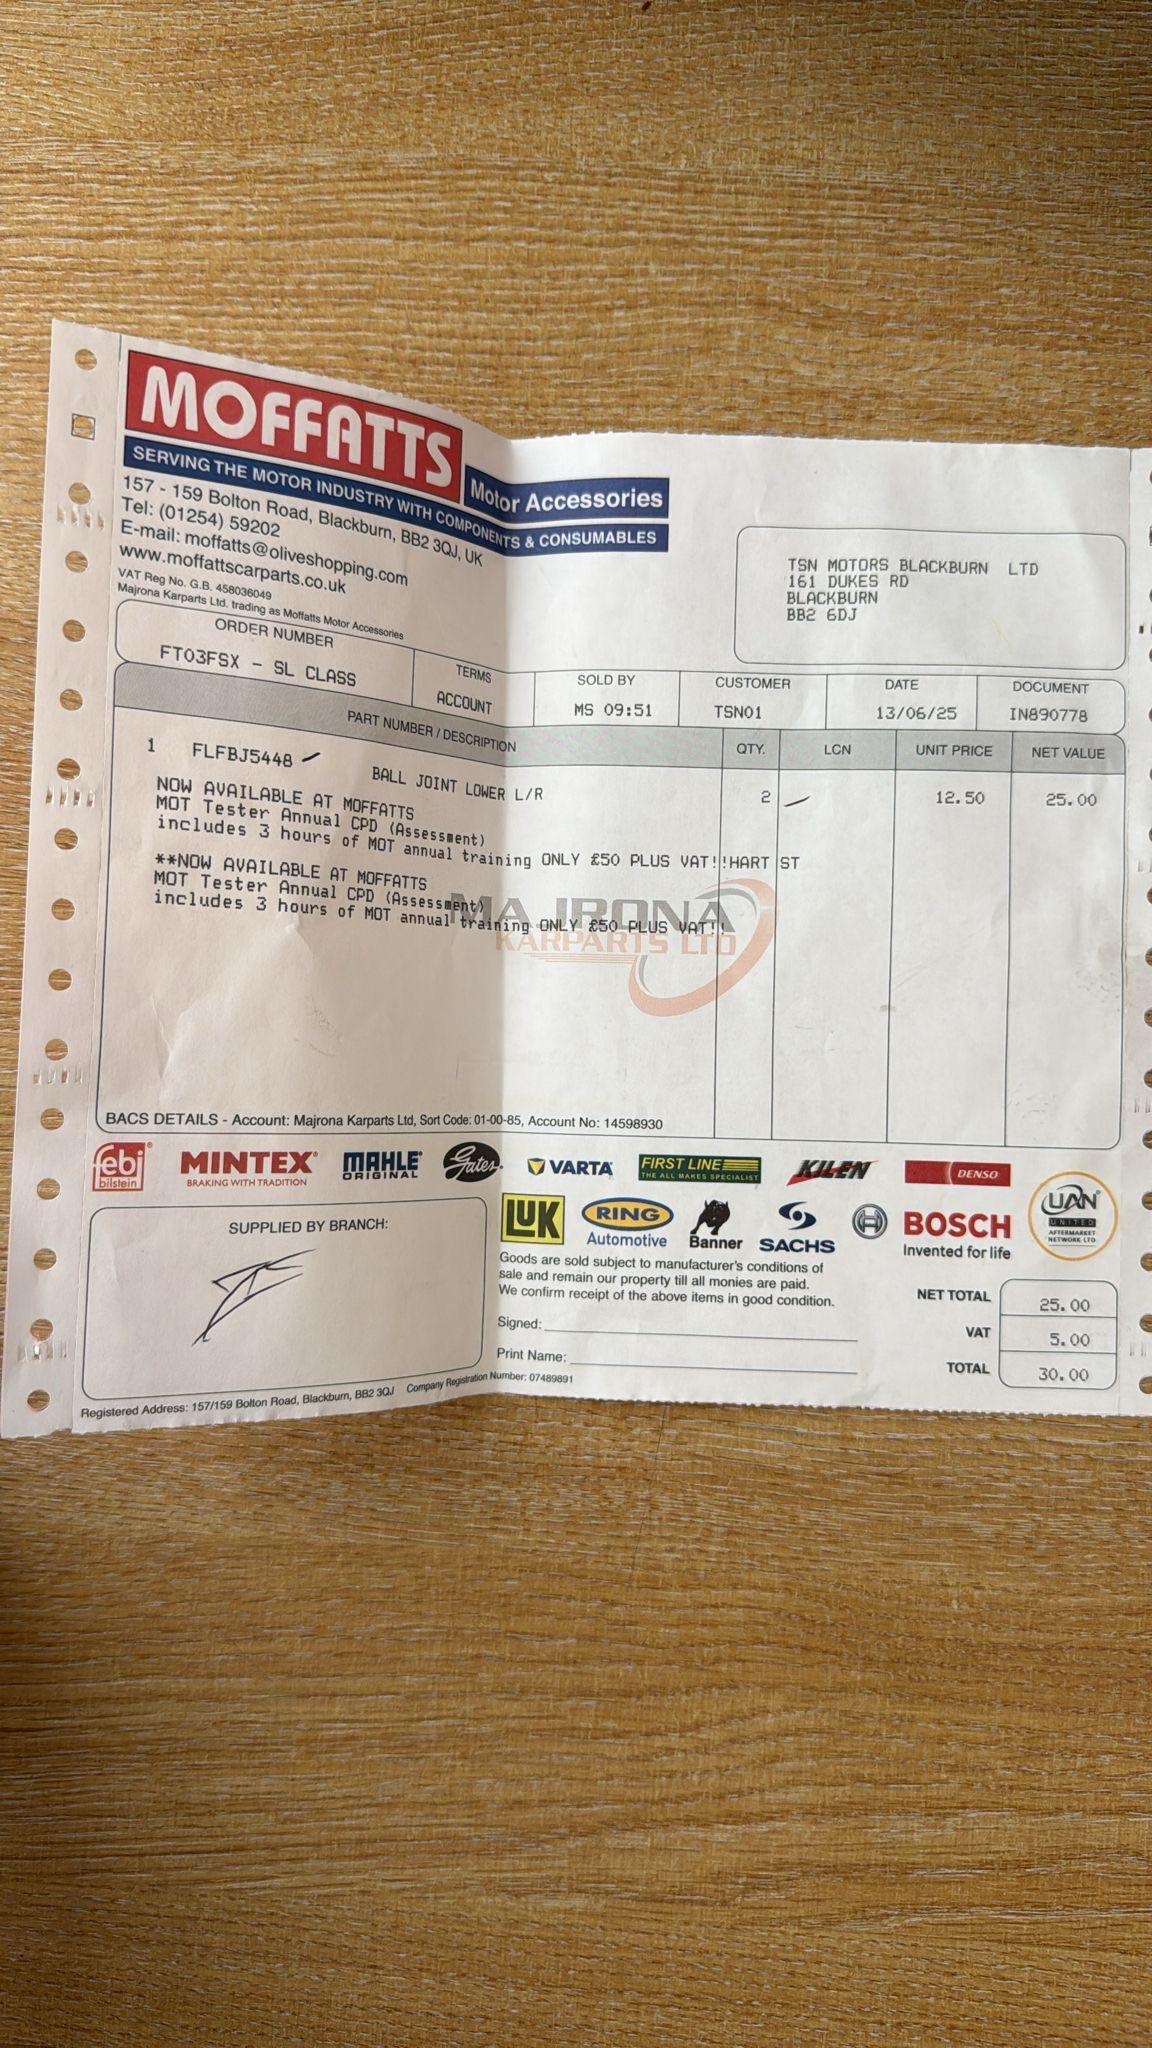 MOFFATTS
Motor Accessories
SERVING THE MOTOR INDUSTRY WITH COMPONENTS & CONSUMABLES
157 - 159 Bolton Road, Blackburn, BB2 3QJ, UK
Tel: (01254) 59202
E-mail: moffatts@oliveshopping.com
www.moffattscarparts.co.uk
VAT Reg No. G.B. 458036049
Majrona Karparts Ltd. trading as Moffatts Motor Accessories
TSN MOTORS BLACKBURN LTD
161 DUKES RD
BLACKBURN
BB2 6DJ
ORDER NUMBER TERMS SOLD BY CUSTOMER DATE DOCUMENT
FT03FSX - SL CLASS ACCOUNT MS 09:51 TSN01 13/06/25 IN890778
PART NUMBER / DESCRIPTION QTY. LCN UNIT PRICE NET VALUE
1 FLFBJ5448 BALL JOINT LOWER L/R 2 12.50 25.00
NOW AVAILABLE AT MOFFATTS
MOT Tester Annual CPD (Assessment)
includes 3 hours of MOT annual training ONLY £50 PLUS VAT!!HART ST
**NOW AVAILABLE AT MOFFATTS
MOT Tester Annual CPD (Assessment)
includes 3 hours of MOT annual training ONLY £50 PLUS VAT!!
MAJRONA
KARPARTS LTD
BACS DETAILS - Account: Majrona Karparts Ltd, Sort Code: 01-00-85, Account No: 14598930
febi bilstein
MINTEX
BRAKING WITH TRADITION
MAHLE
ORIGINAL
Gates
VARTA
FIRST LINE
THE ALL MAKES SPECIALIST
KILEN
DENSO
LUK
RING
Automotive
Banner
SACHS
BOSCH
Invented for life
UAN
UNITED
AFTERMARKET
NETWORK LTD
SUPPLIED BY BRANCH:
Goods are sold subject to manufacturer's conditions of
sale and remain our property till all monies are paid.
We confirm receipt of the above items in good condition.
Signed:
Print Name:
NET TOTAL 25.00
VAT 5.00
TOTAL 30.00
Registered Address: 157/159 Bolton Road, Blackburn, BB2 3QJ Company Registration Number: 07489891